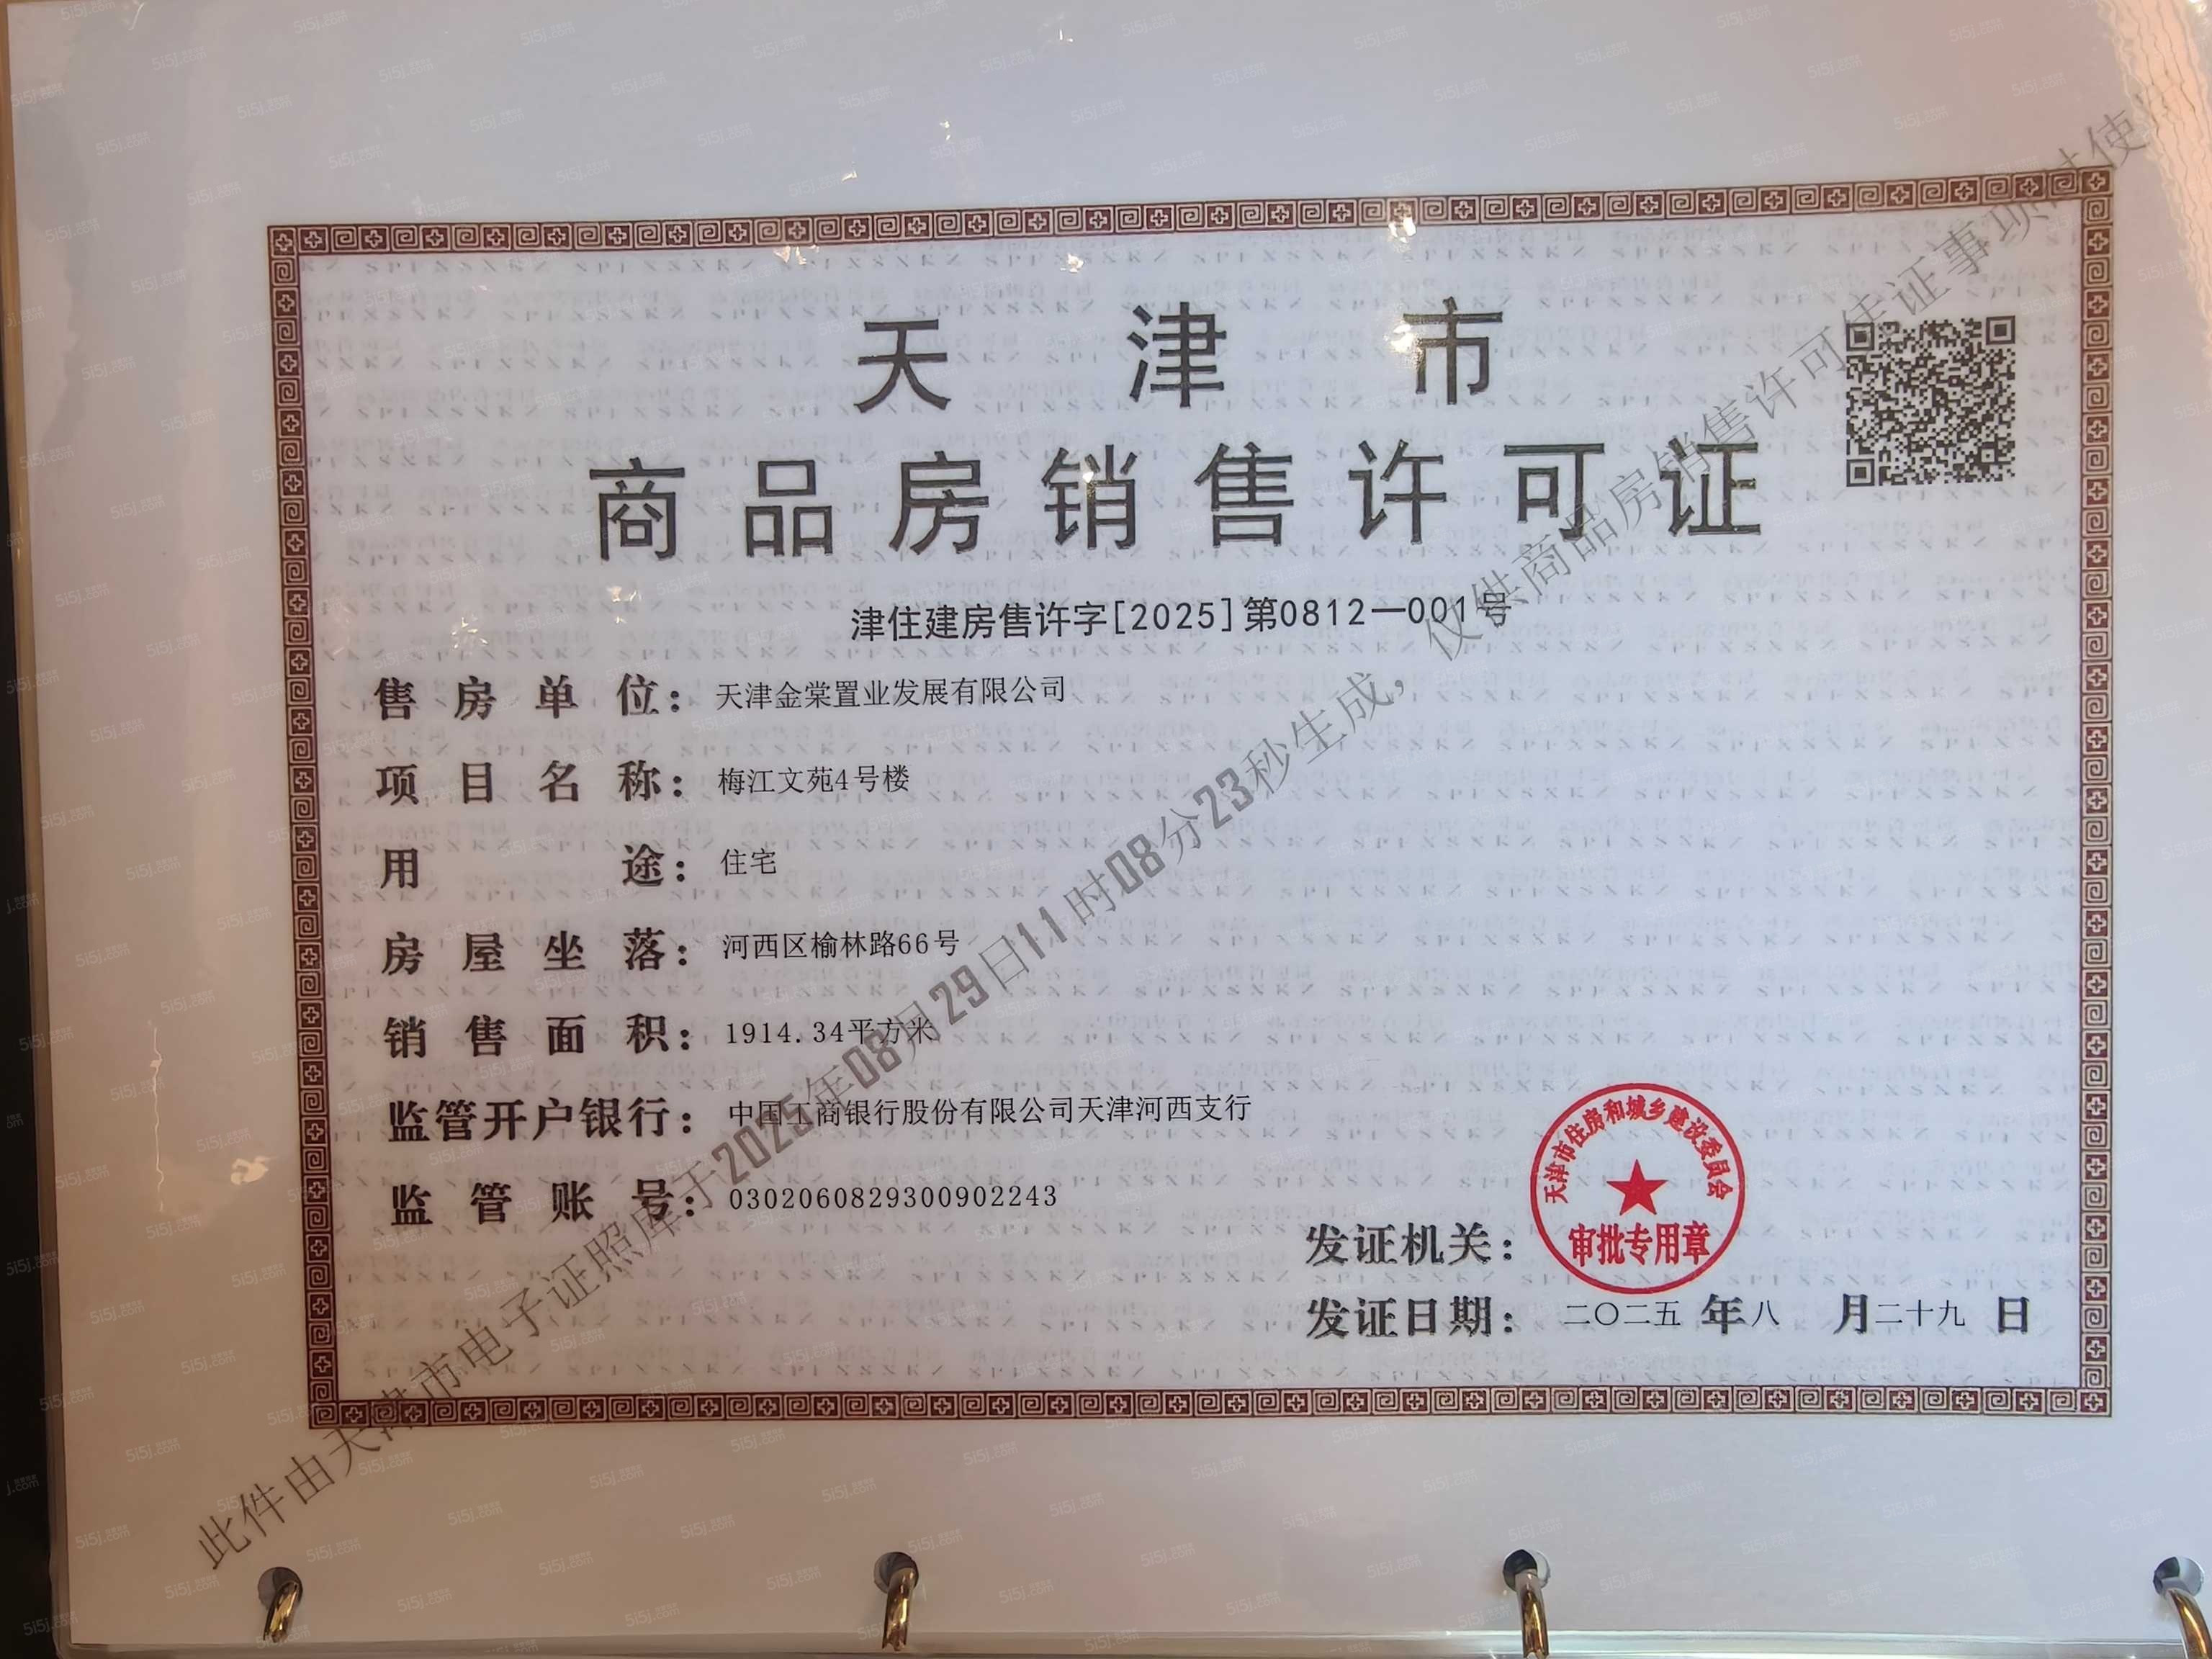 天津市
商品房销售许可证
津住建房售许字[2025]第0812—001号
售房单位：天津金棠置业发展有限公司
项目名称：梅江文苑4号楼
用途：住宅
房屋坐落：河西区榆林路66号
销售面积：1914.34平方米
监管开户银行：中国工商银行股份有限公司天津河西支行
监管账号：0302060829300902243
发证机关：
天津市住房和城乡建设委员会
审批专用章
发证日期：二〇二五年八月二十九日
此件由天津市电子证照库于2025年08月29日11时08分23秒生成，仅供商品房销售许可住证事项时使
5i5j.com